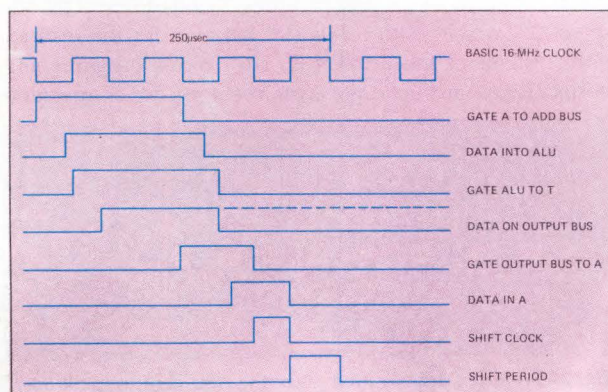 250µsec
BASIC 16-MHz CLOCK
GATE A TO ADD BUS
DATA INTO ALU
GATE ALU TO T
DATA ON OUTPUT BUS
GATE OUTPUT BUS TO A
DATA IN A
SHIFT CLOCK
SHIFT PERIOD